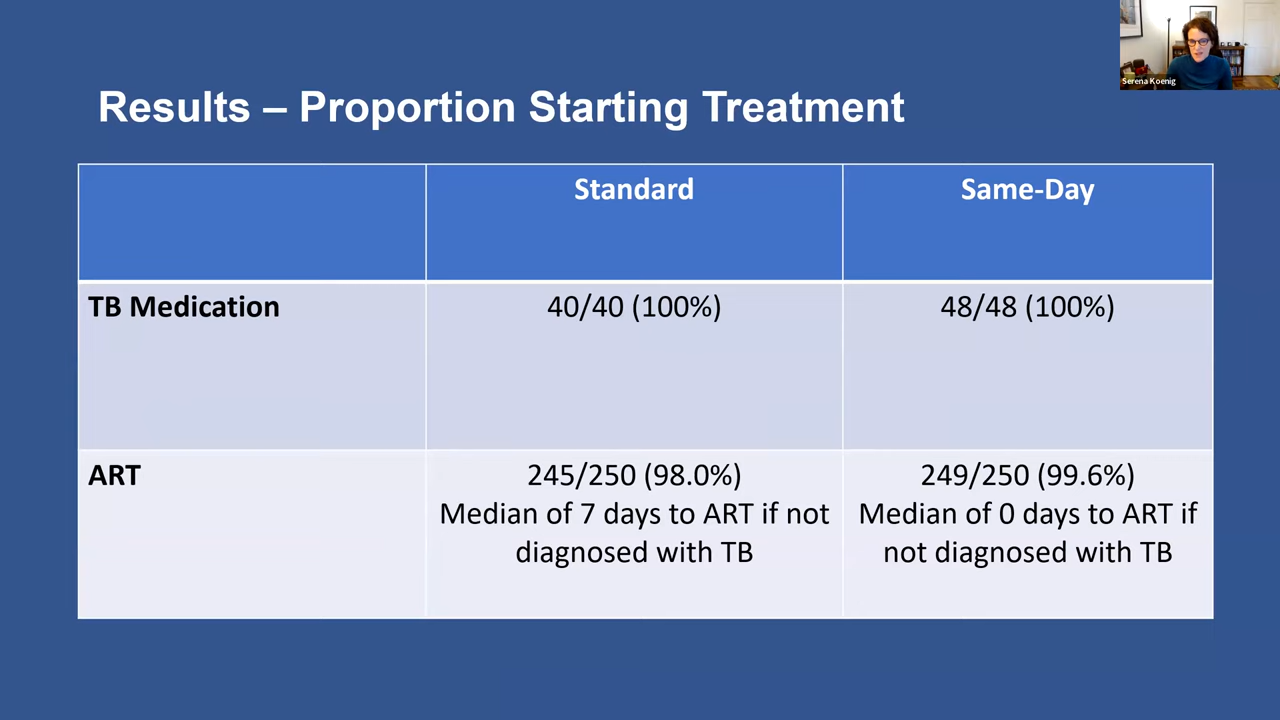 Serena Koenig
Results – Proportion Starting Treatment
Standard
Same-Day
TB Medication
40/40 (100%)
48/48 (100%)
ART
245/250 (98.0%)
Median of 7 days to ART if not
diagnosed with TB
249/250 (99.6%)
Median of 0 days to ART if
not diagnosed with TB